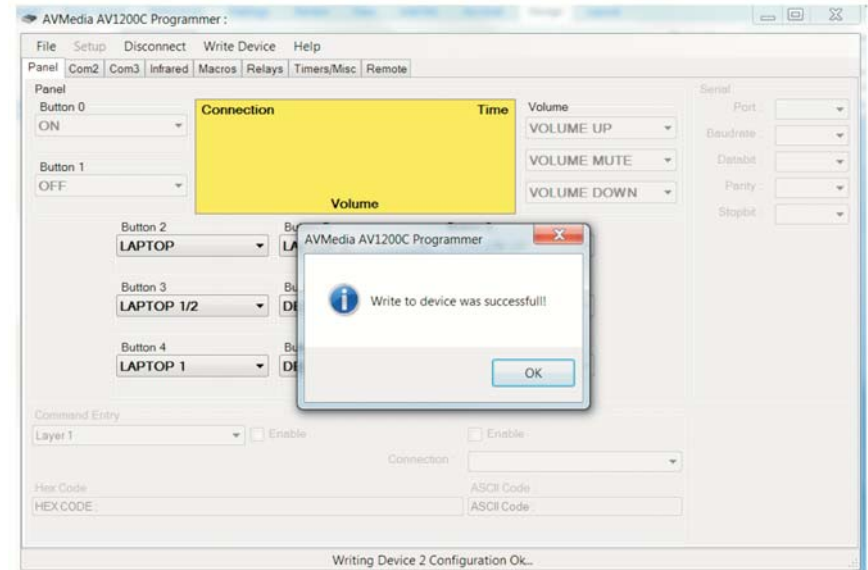 AVMedia AV1200C Programmer :
File Setup Disconnect Write Device Help
Panel Com2 Com3 Infrared Macros Relays Timers/Misc Remote
Panel
Button 0
ON
Button 1
OFF
Connection Time
Volume
Volume
VOLUME UP
VOLUME MUTE
VOLUME DOWN
Serial
Port :
Baudrate :
Databit :
Parity :
Stopbit :
Button 2
LAPTOP
Button 3
LAPTOP 1/2
Button 4
LAPTOP 1
AVMedia AV1200C Programmer
Write to device was successfull!
OK
Command Entry
Layer 1
Enable
Enable
Connection :
Hex Code
HEX CODE :
ASCII Code :
ASCII Code :
Writing Device 2 Configuration Ok...